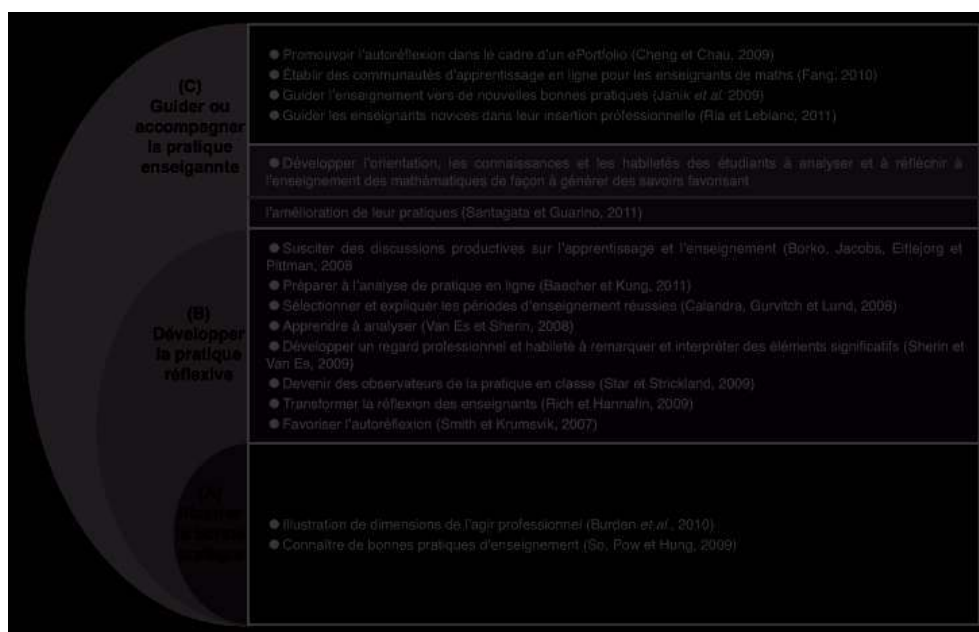 (C)
Guider ou
accompagner
la pratique
enseigannte
● Promouvoir l'autoréflexion dans le cadre d'un ePortfolio (Cheng et Chau, 2009)
● Établir des communautés d'apprentissage en ligne pour les enseignants de maths (Fang, 2010)
● Guider l'enseignement vers de nouvelles bonnes pratiques (Janik et al. 2009)
● Guider les enseignants novices dans leur insertion professionnelle (Ria et Leblanc, 2011)
● Développer l'orientation, les connaissances et les habiletés des étudiants à analyser et à réfléchir à
l'enseignement des mathématiques de façon à générer des savoirs favorisant
l'amélioration de leur pratiques (Santagata et Guarino, 2011)
(B)
Développer
la pratique
réflexive
● Susciter des discussions productives sur l'apprentissage et l'enseignement (Borko, Jacobs, Eiflejorg et
Pittman, 2008
● Préparer à l'analyse de pratique en ligne (Baecher et Kung, 2011)
● Sélectionner et expliquer les périodes d'enseignement réussies (Calandra, Gurvitch et Lund, 2008)
● Apprendre à analyser (Van Es et Sherin, 2008)
● Développer un regard professionnel et habileté à remarquer et interpréter des éléments significatifs (Sherin et
Van Es, 2009)
● Devenir des observateurs de la pratique en classe (Star et Strickland, 2009)
● Transformer la réflexion des enseignants (Rich et Hannafin, 2009)
● Favoriser l'autoréflexion (Smith et Krumsvik, 2007)
(A)
● Illustration de dimensions de l'agir professionnel (Burden et al., 2010)
● Connaître de bonnes pratiques d'enseignement (So, Pow et Hung, 2009)